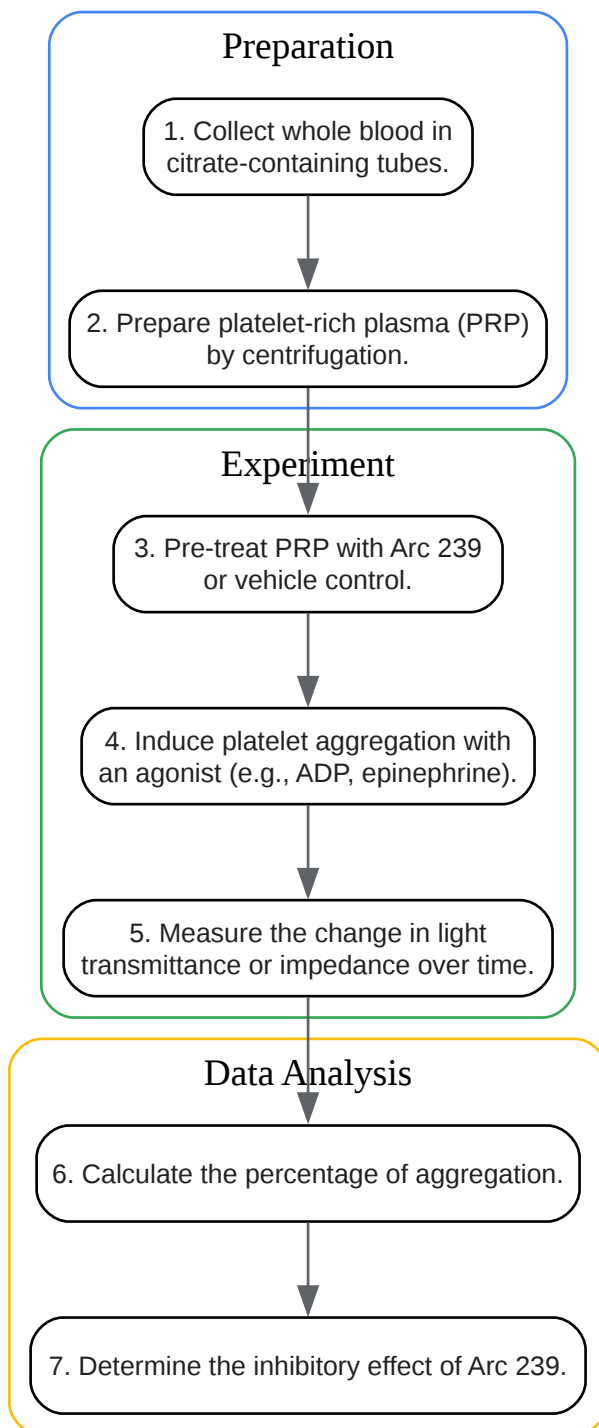 Preparation
1. Collect whole blood in
citrate-containing tubes.
2. Prepare platelet-rich plasma (PRP)
by centrifugation.
Experiment
3. Pre-treat PRP with Arc 239
or vehicle control.
4. Induce platelet aggregation with
an agonist (e.g., ADP, epinephrine).
5. Measure the change in light
transmittance or impedance over time.
Data Analysis
6. Calculate the percentage of aggregation.
7. Determine the inhibitory effect of Arc 239.